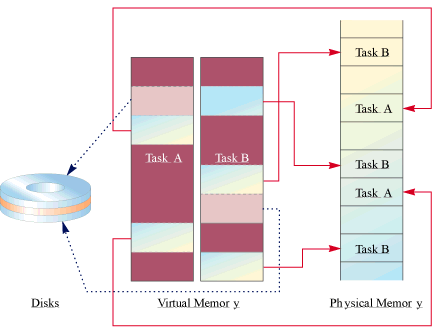 Task B
Task A
Task A
Task B
Task B
Task A
Task B
Disks
Virtual Memor y
Physical Memor y